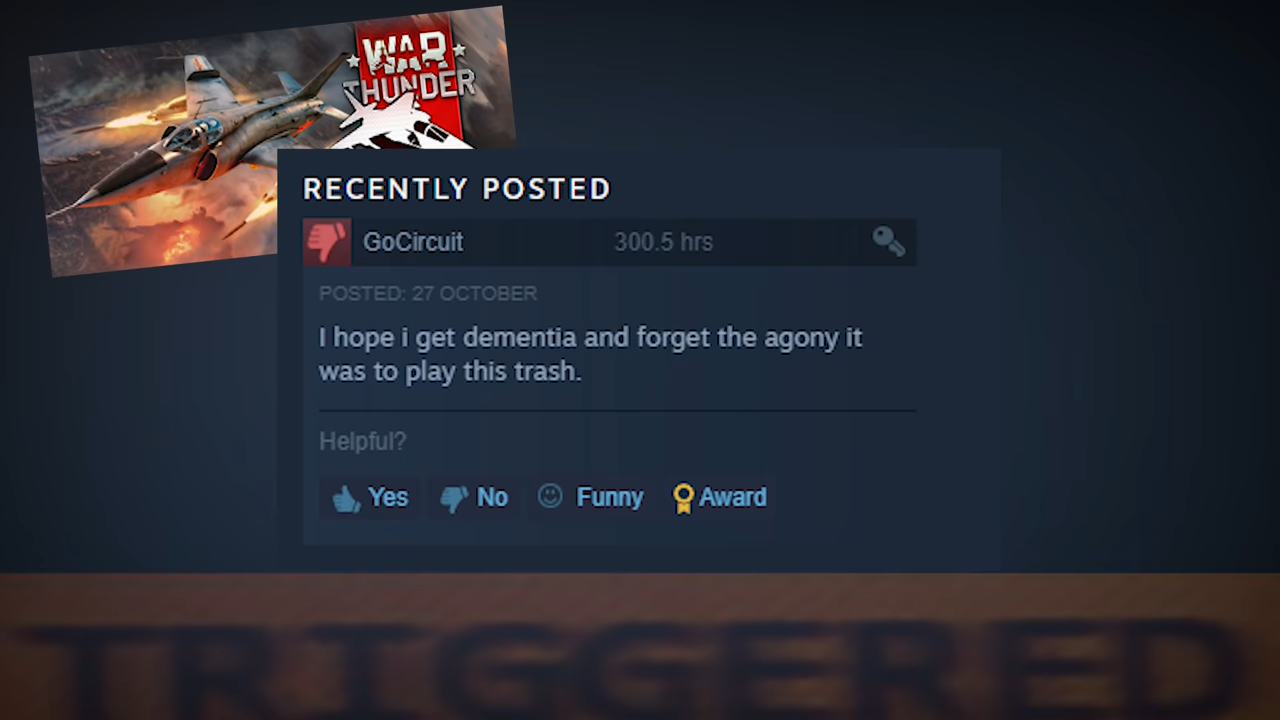 WAR
THUNDER
RECENTLY POSTED
GoCircuit 300.5 hrs
POSTED: 27 OCTOBER
I hope i get dementia and forget the agony it
was to play this trash.
Helpful?
Yes No Funny Award
TRIGGERED